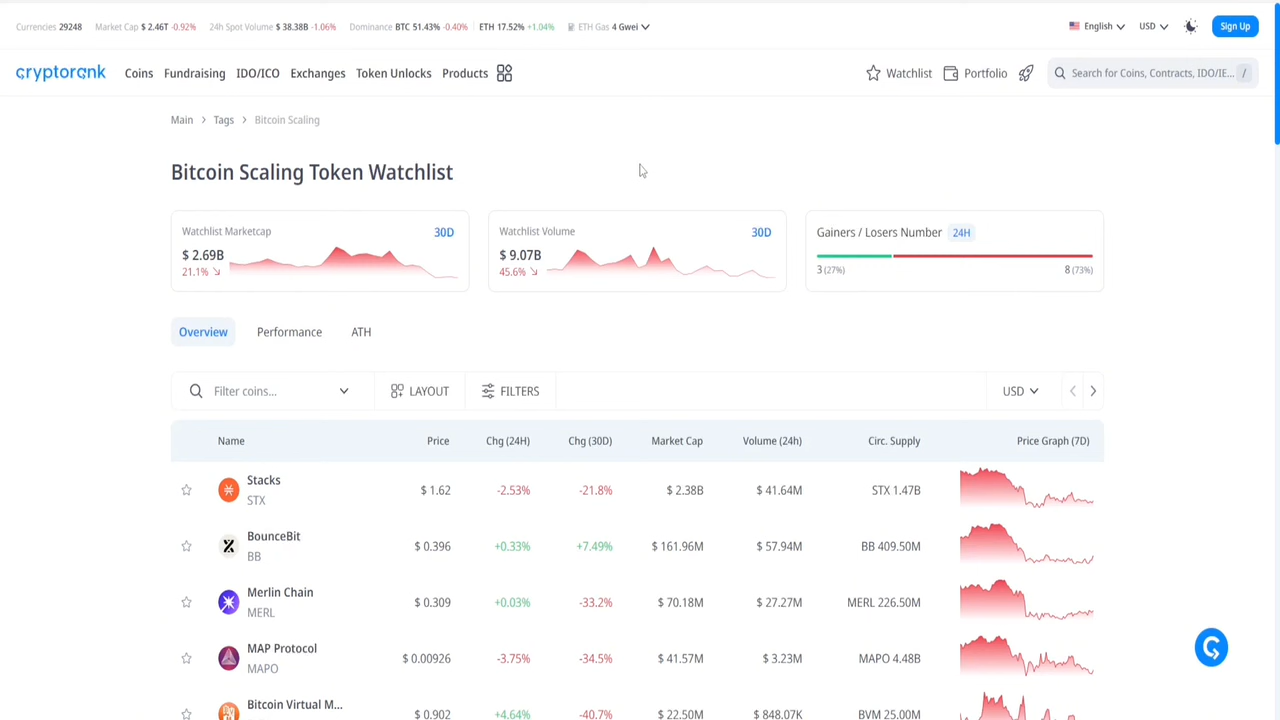 Currencies 29248 Market Cap $ 2.46T -0.92% 24h Spot Volume $ 38.38B -1.06% Dominance BTC 51.43% -0.40% ETH 17.52% +1.04% ETH Gas 4 Gwei English USD Sign Up
cryptorank Coins Fundraising IDO/ICO Exchanges Token Unlocks Products Watchlist Portfolio Search for Coins, Contracts, IDO/IE... /
Main > Tags > Bitcoin Scaling
Bitcoin Scaling Token Watchlist
Watchlist Marketcap 30D
$ 2.69B
21.1% ↘
Watchlist Volume 30D
$ 9.07B
45.6% ↘
Gainers / Losers Number 24H
3 (27%) 8 (73%)
Overview Performance ATH
Filter coins... LAYOUT FILTERS USD < >
Name Price Chg (24H) Chg (30D) Market Cap Volume (24h) Circ. Supply Price Graph (7D)
Stacks
STX $ 1.62 -2.53% -21.8% $ 2.38B $ 41.64M STX 1.47B
BounceBit
BB $ 0.396 +0.33% +7.49% $ 161.96M $ 57.94M BB 409.50M
Merlin Chain
MERL $ 0.309 +0.03% -33.2% $ 70.18M $ 27.27M MERL 226.50M
MAP Protocol
MAPO $ 0.00926 -3.75% -34.5% $ 41.57M $ 3.23M MAPO 4.48B
Bitcoin Virtual M...
$ 0.902 +4.64% -40.7% $ 22.50M $ 848.07K BVM 25.00M